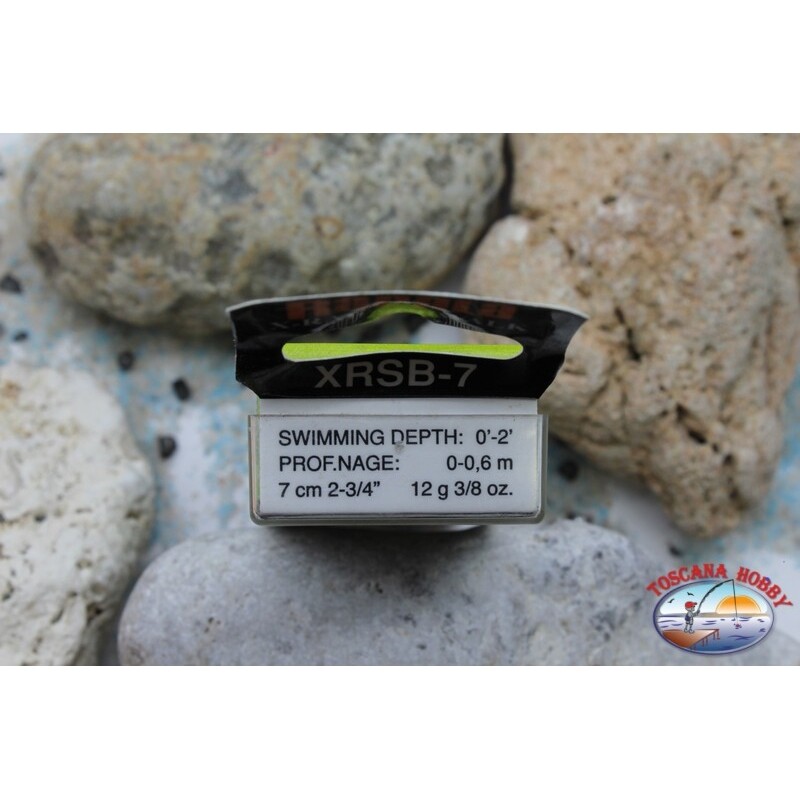 XRSB-7
SWIMMING DEPTH: 0'-2'
PROF.NAGE: 0-0,6 m
7 cm 2-3/4" 12 g 3/8 oz.
TOSCANA HOBBY